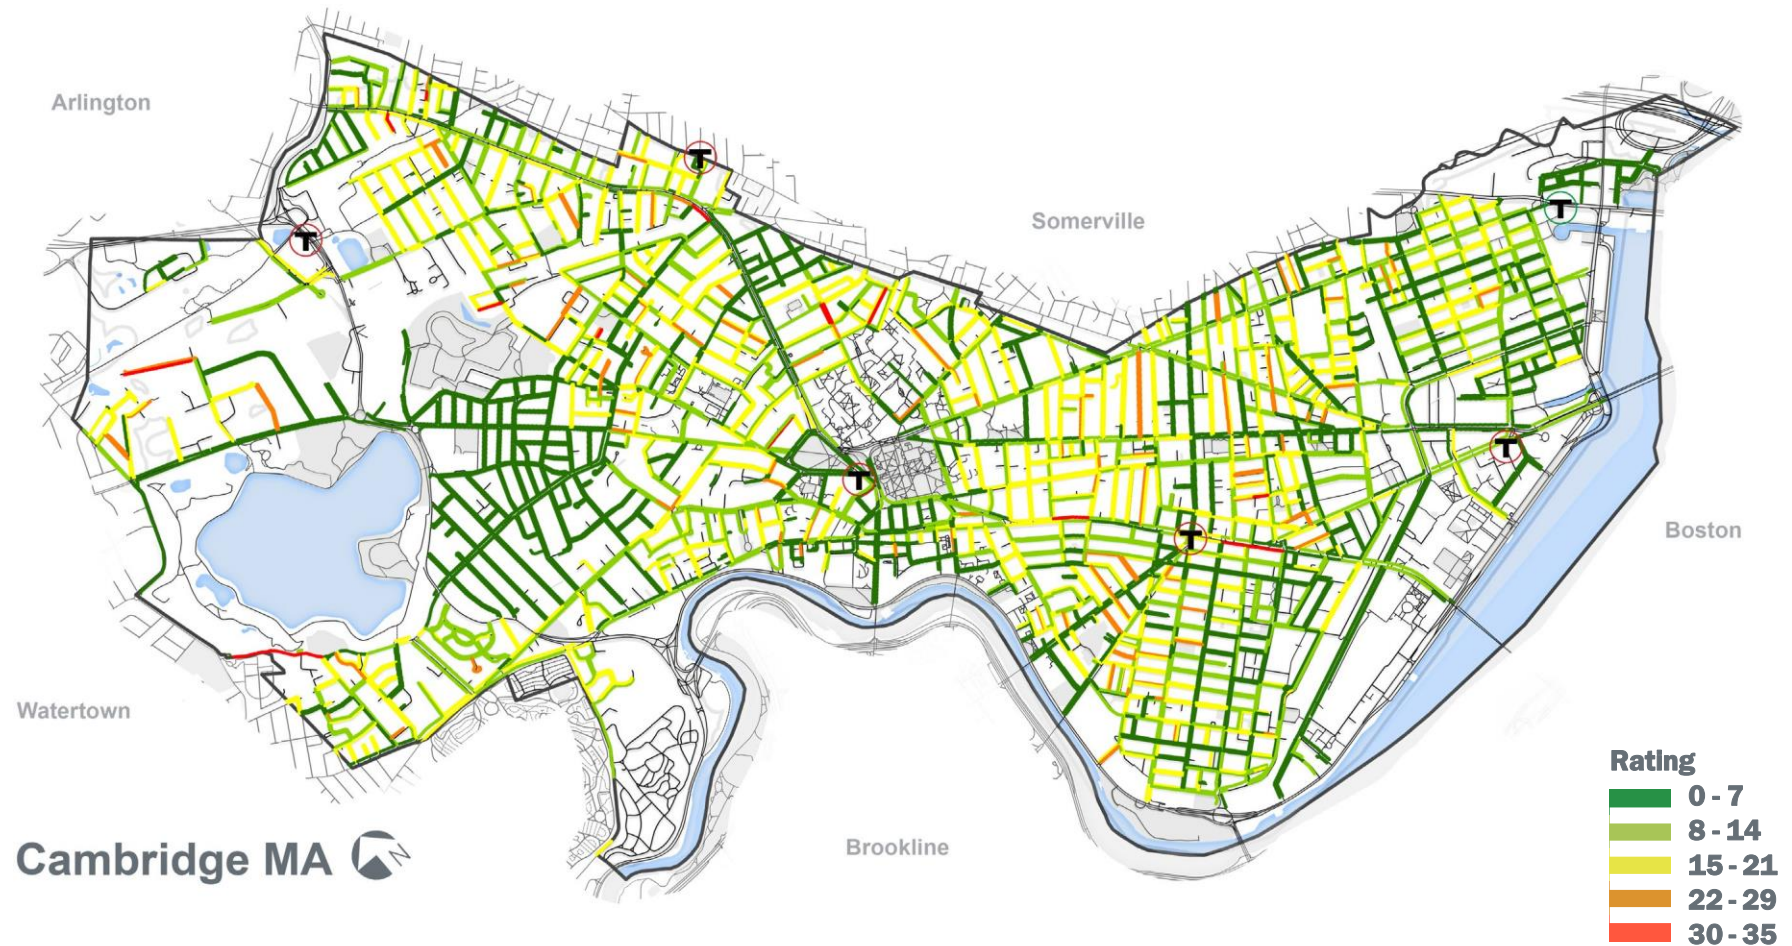 Arlington
T
T
T
Somerville
T
T
T
Boston
Watertown
Brookline
Cambridge MA
N
Rating
0 - 7
8 - 14
15 - 21
22 - 29
30 - 35